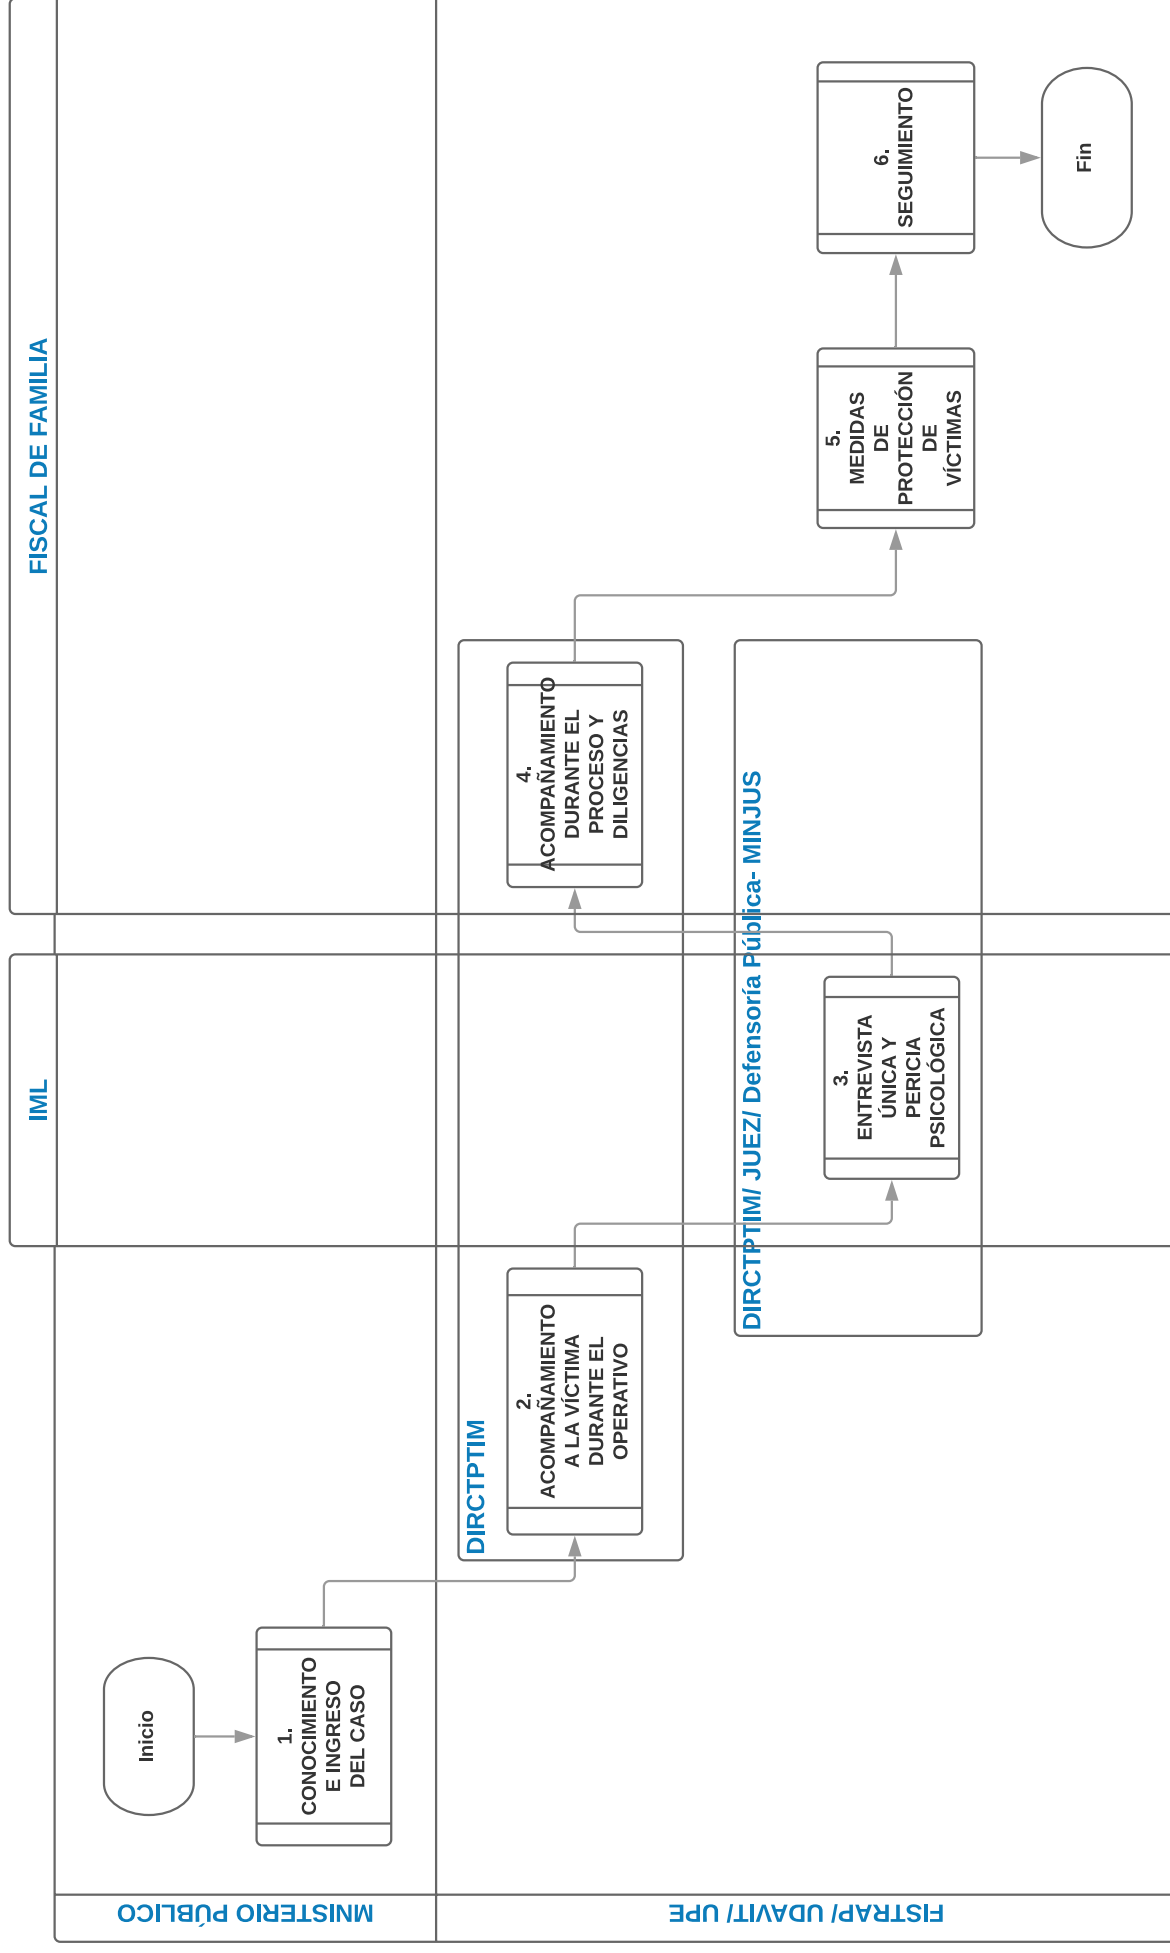 FISCAL DE FAMILIA
IML
MNISTERIO PÚBLICO
FISTRAP/ UDAVIT/ UPE
Inicio
1.
CONOCIMIENTO
E INGRESO
DEL CASO
DIRCTPTIM
2.
ACOMPAÑAMIENTO
A LA VÍCTIMA
DURANTE EL
OPERATIVO
DIRCTPTIM/ JUEZ/ Defensoría Pública- MINJUS
3.
ENTREVISTA
ÚNICA Y
PERICIA
PSICOLÓGICA
4.
ACOMPAÑAMIENTO
DURANTE EL
PROCESO Y
DILIGENCIAS
5.
MEDIDAS
DE
PROTECCIÓN
DE
VÍCTIMAS
6.
SEGUIMIENTO
Fin